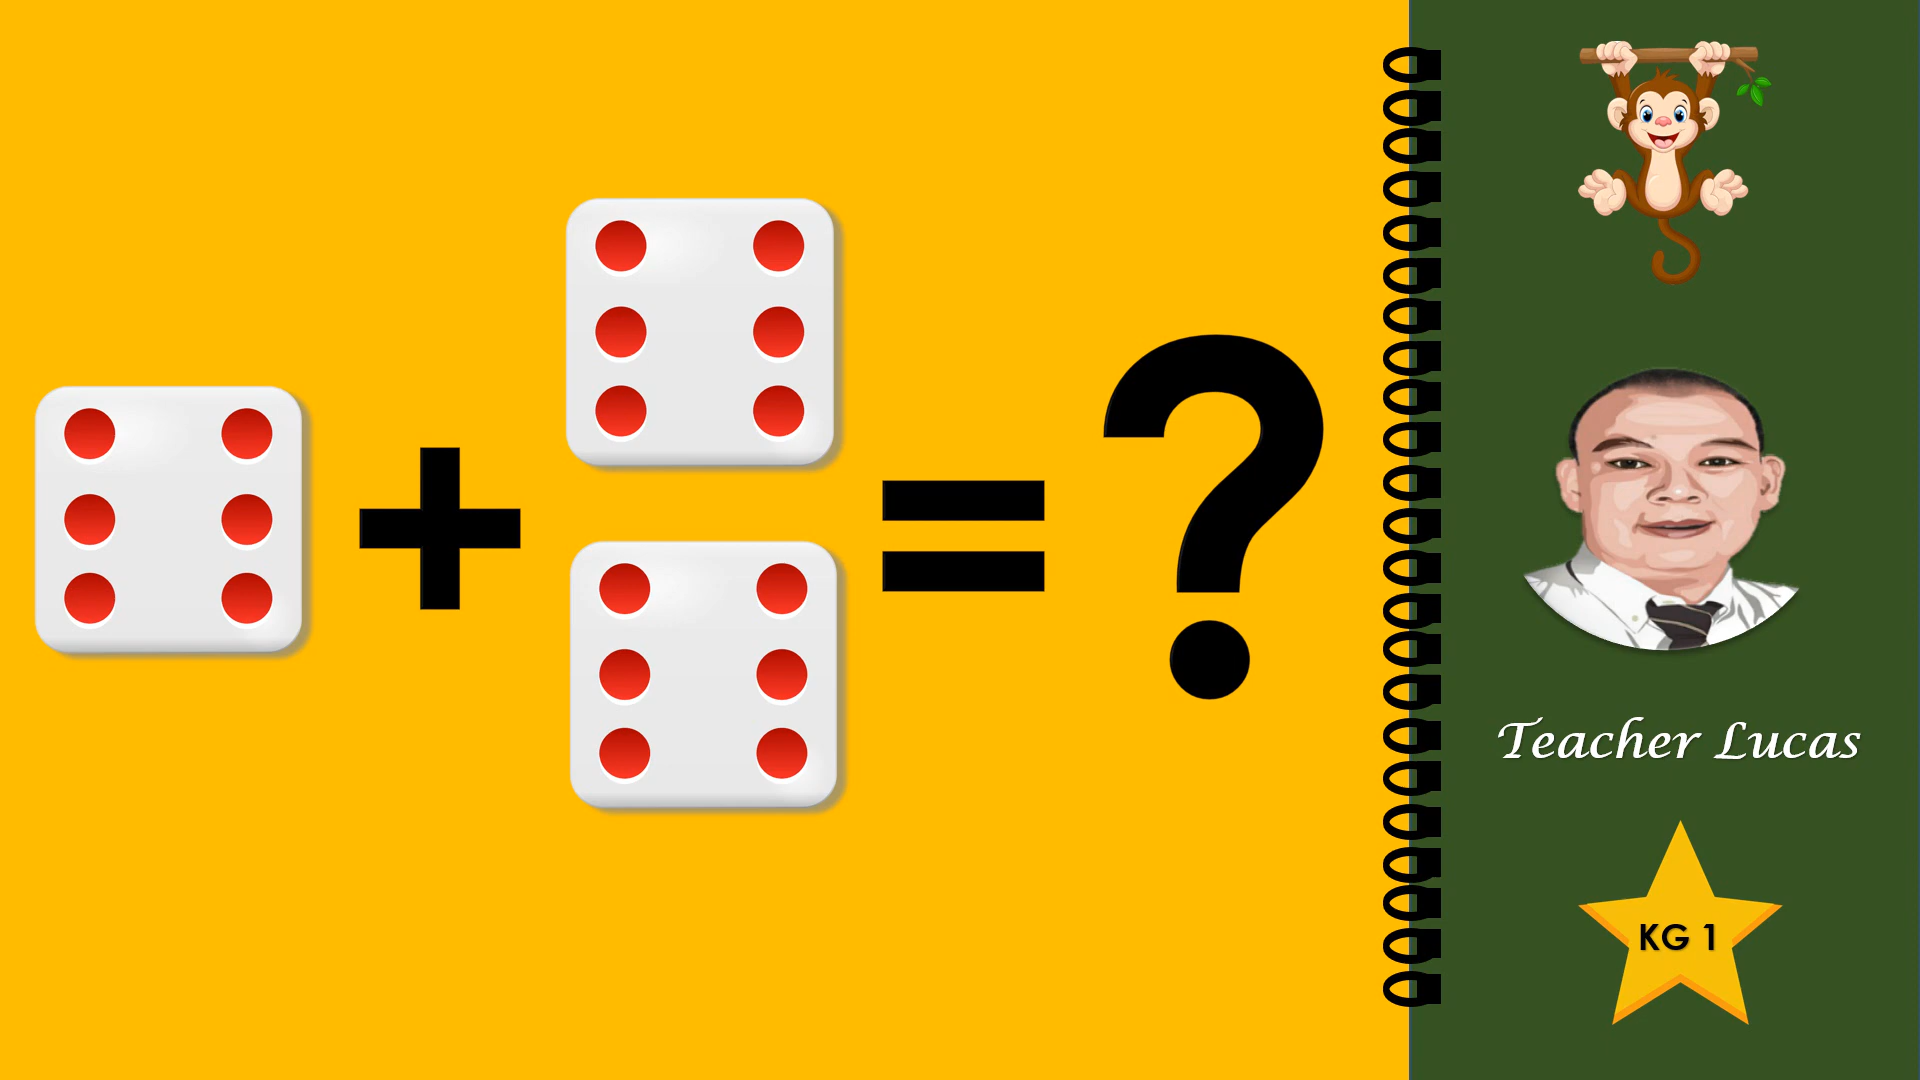 + = ?
Teacher Lucas
KG 1